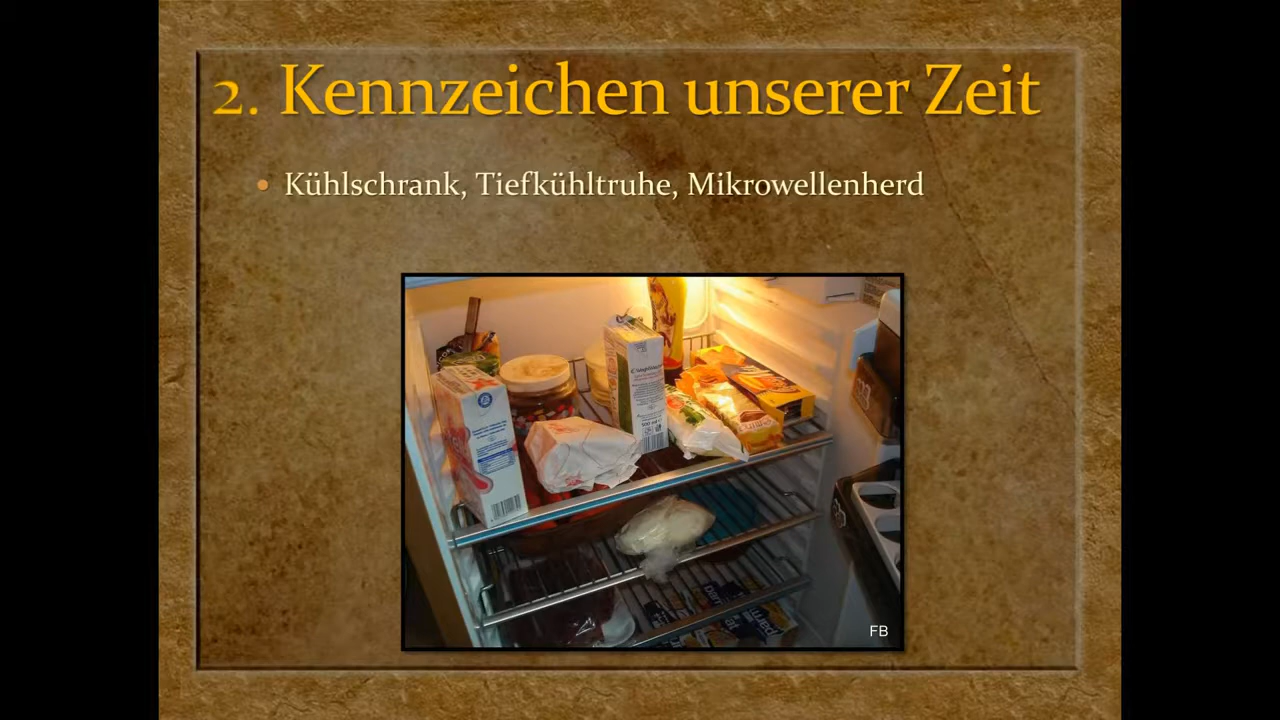 2. Kennzeichen unserer Zeit
• Kühlschrank, Tiefkühltruhe, Mikrowellenherd
FB